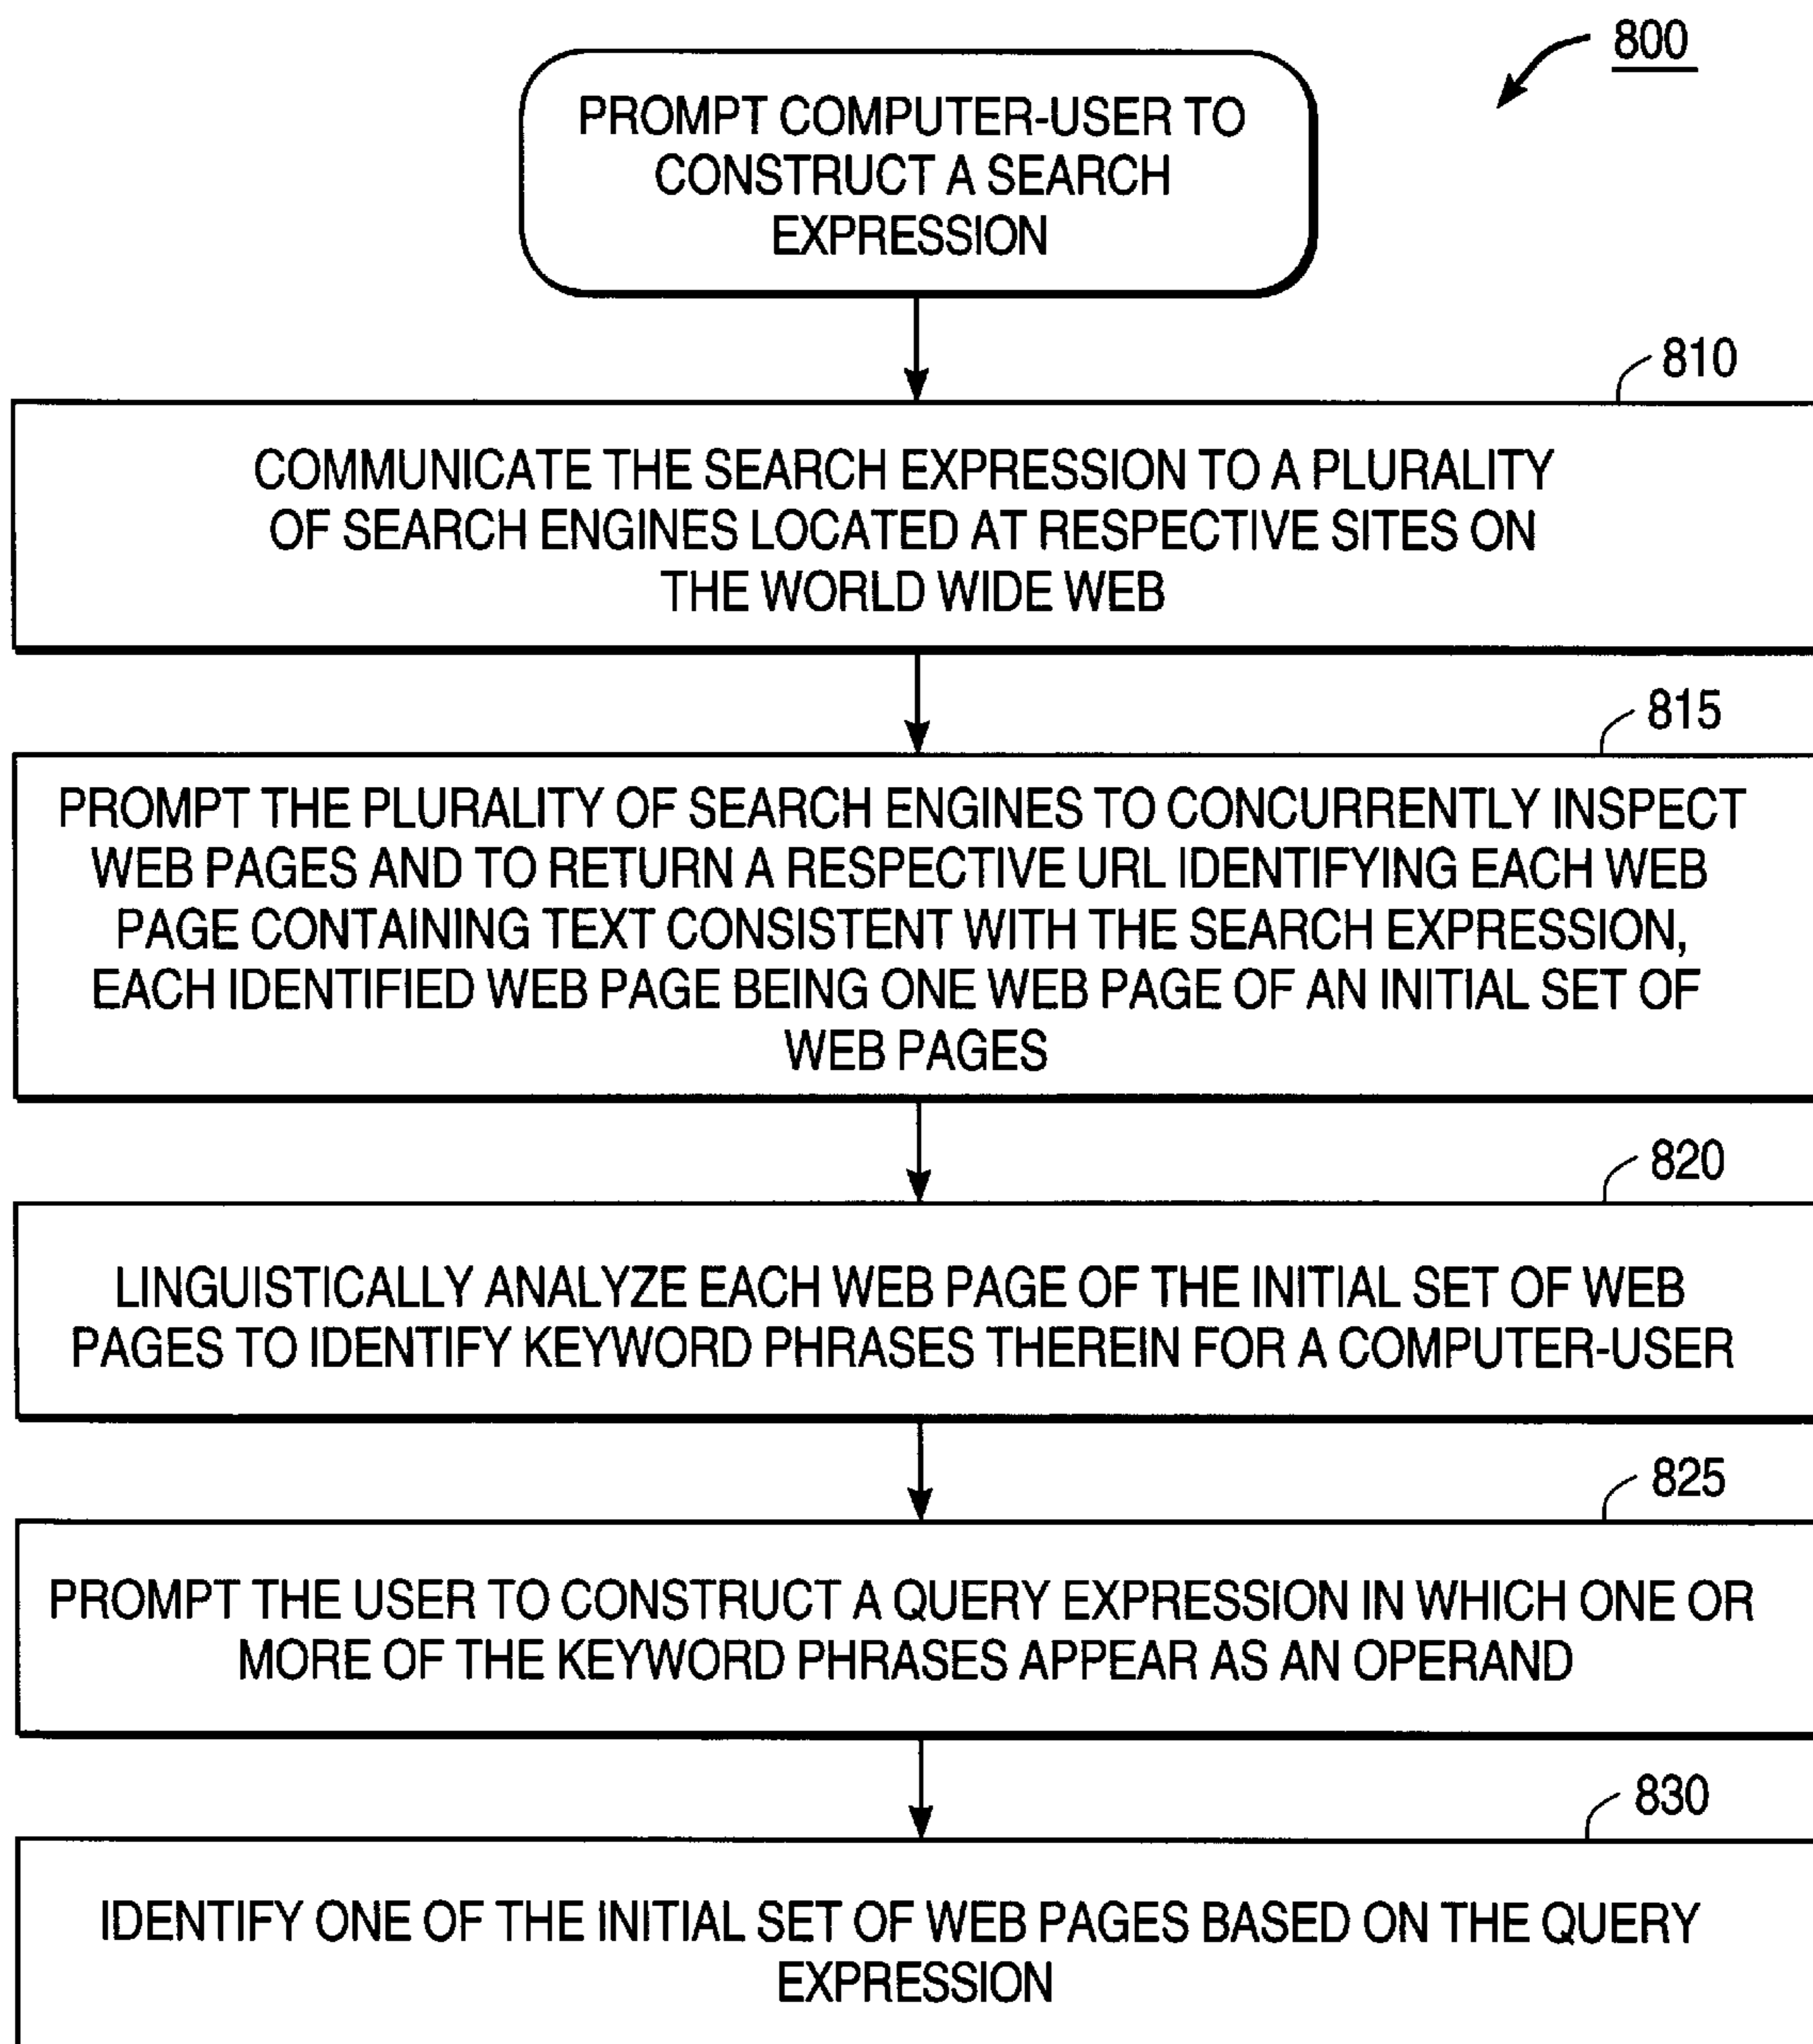 800
PROMPT COMPUTER-USER TO
CONSTRUCT A SEARCH
EXPRESSION
810
COMMUNICATE THE SEARCH EXPRESSION TO A PLURALITY
OF SEARCH ENGINES LOCATED AT RESPECTIVE SITES ON
THE WORLD WIDE WEB
815
PROMPT THE PLURALITY OF SEARCH ENGINES TO CONCURRENTLY INSPECT
WEB PAGES AND TO RETURN A RESPECTIVE URL IDENTIFYING EACH WEB
PAGE CONTAINING TEXT CONSISTENT WITH THE SEARCH EXPRESSION,
EACH IDENTIFIED WEB PAGE BEING ONE WEB PAGE OF AN INITIAL SET OF
WEB PAGES
820
LINGUISTICALLY ANALYZE EACH WEB PAGE OF THE INITIAL SET OF WEB
PAGES TO IDENTIFY KEYWORD PHRASES THEREIN FOR A COMPUTER-USER
825
PROMPT THE USER TO CONSTRUCT A QUERY EXPRESSION IN WHICH ONE OR
MORE OF THE KEYWORD PHRASES APPEAR AS AN OPERAND
830
IDENTIFY ONE OF THE INITIAL SET OF WEB PAGES BASED ON THE QUERY
EXPRESSION